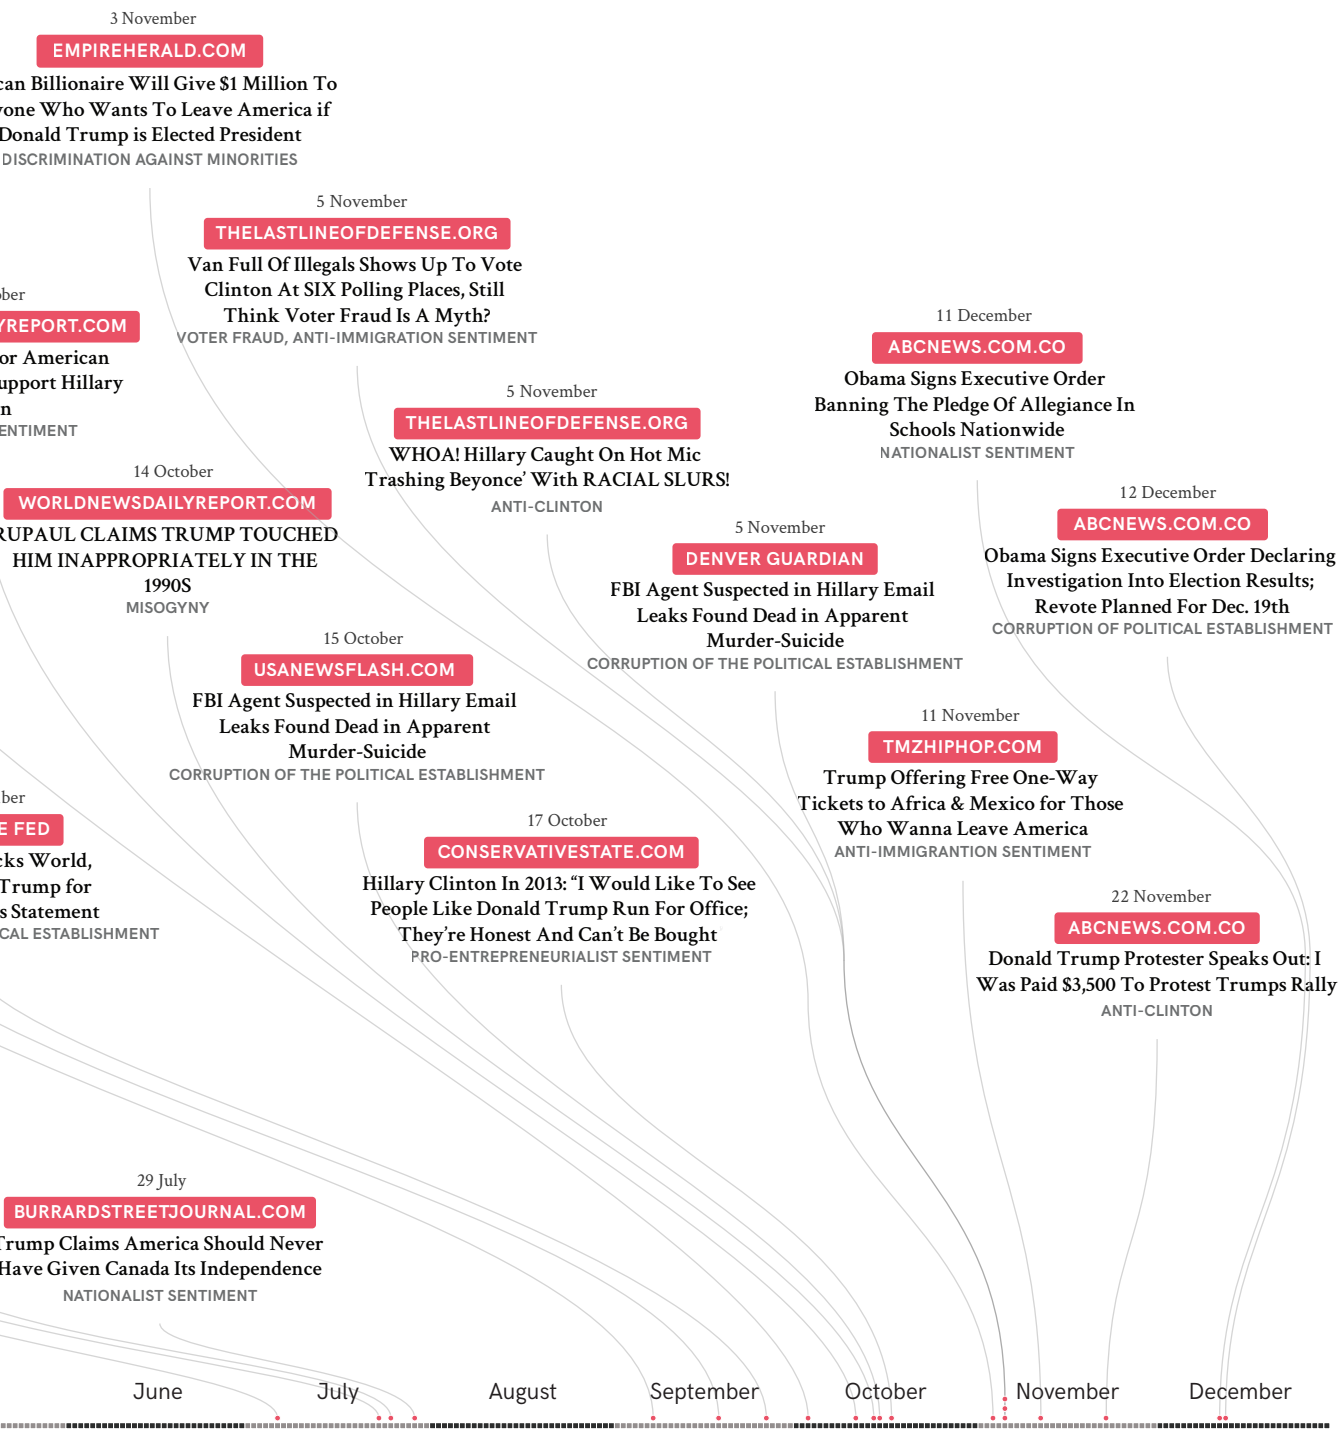 3 November
EMPIREHERALD.COM
Billionaire Will Give $1 Million To
Who Wants To Leave America if
Donald Trump is Elected President
DISCRIMINATION AGAINST MINORITIES
5 November
THELASTLINEOFDEFENSE.ORG
Van Full Of Illegals Shows Up To Vote
Clinton At SIX Polling Places, Still
Think Voter Fraud Is A Myth?
VOTER FRAUD, ANTI-IMMIGRATION SENTIMENT
American
Hillary
5 November
THELASTLINEOFDEFENSE.ORG
WHOA! Hillary Caught On Hot Mic
Trashing Beyonce’ With RACIAL SLURS!
ANTI-CLINTON
11 December
ABCNEWS.COM.CO
Obama Signs Executive Order
Banning The Pledge Of Allegiance In
Schools Nationwide
NATIONALIST SENTIMENT
14 October
WORLDNEWSDAILYREPORT.COM
RUPAUL CLAIMS TRUMP TOUCHED
HIM INAPPROPRIATELY IN THE
1990S
MISOGYNY
5 November
DENVER GUARDIAN
FBI Agent Suspected in Hillary Email
Leaks Found Dead in Apparent
Murder-Suicide
CORRUPTION OF THE POLITICAL ESTABLISHMENT
12 December
ABCNEWS.COM.CO
Obama Signs Executive Order Declaring
Investigation Into Election Results;
Revote Planned For Dec. 19th
CORRUPTION OF POLITICAL ESTABLISHMENT
15 October
USANEWSFLASH.COM
FBI Agent Suspected in Hillary Email
Leaks Found Dead in Apparent
Murder-Suicide
CORRUPTION OF THE POLITICAL ESTABLISHMENT
11 November
TMZHIPHOP.COM
Trump Offering Free One-Way
Tickets to Africa & Mexico for Those
Who Wanna Leave America
ANTI-IMMIGRANTION SENTIMENT
FED
World,
Trump for
Statement
ESTABLISHMENT
17 October
CONSERVATIVESTATE.COM
Hillary Clinton In 2013: “I Would Like To See
People Like Donald Trump Run For Office;
They’re Honest And Can’t Be Bought
PRO-ENTREPRENEURIALIST SENTIMENT
22 November
ABCNEWS.COM.CO
Donald Trump Protester Speaks Out: I
Was Paid $3,500 To Protest Trumps Rally
ANTI-CLINTON
29 July
BURRARDSTREETJOURNAL.COM
Trump Claims America Should Never
Have Given Canada Its Independence
NATIONALIST SENTIMENT
June
July
August
September
October
November
December